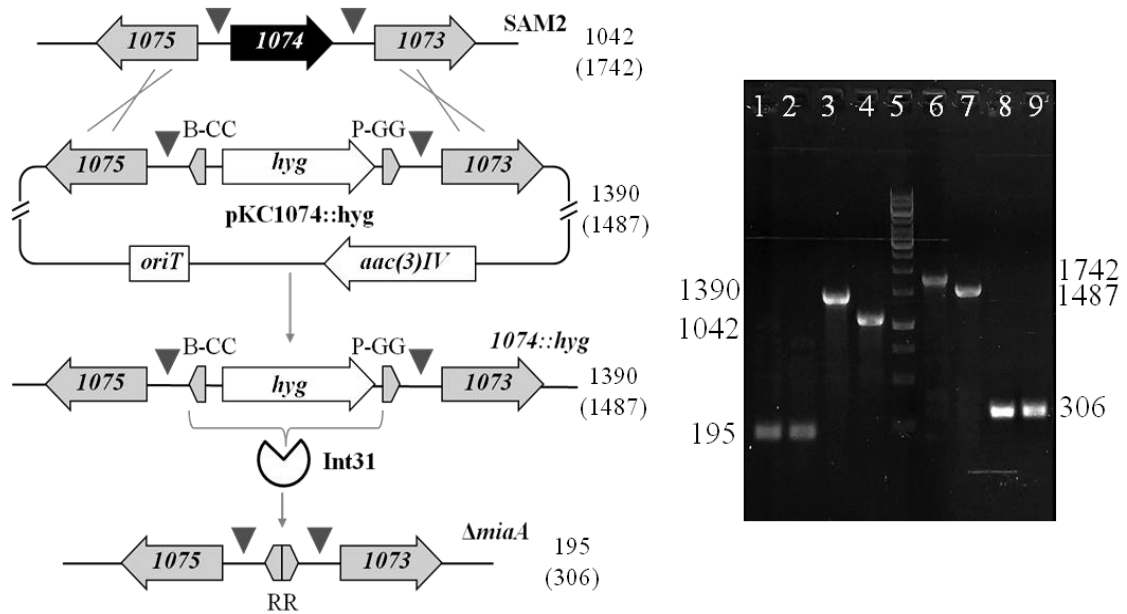 1075 1074 1073 SAM2 1042
(1742)
B-CC P-GG
1075 hyg 1073 1390
(1487)
pKC1074::hyg
oriT aac(3)IV
B-CC P-GG 1074::hyg
1075 hyg 1073 1390
(1487)
Int31
ΔmiaA 195
1075 1073 (306)
RR
1 2 3 4 5 6 7 8 9
1390
1042
195
1742
1487
306